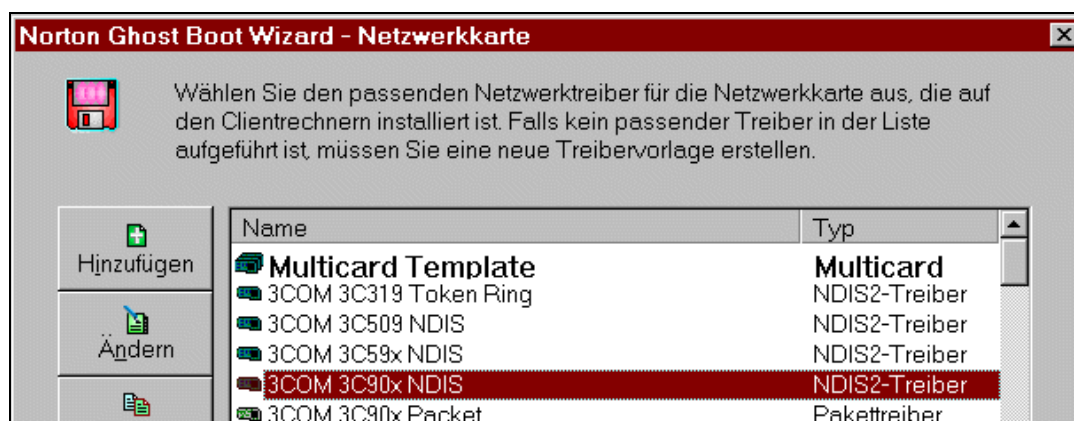 Norton Ghost Boot Wizard - Netzwerkkarte
Wählen Sie den passenden Netzwerktreiber für die Netzwerkkarte aus, die auf
den Clientrechnern installiert ist. Falls kein passender Treiber in der Liste
aufgeführt ist, müssen Sie eine neue Treibervorlage erstellen.
Hinzufügen
Ändern
Name Typ
Multicard Template Multicard
3COM 3C319 Token Ring NDIS2-Treiber
3COM 3C509 NDIS NDIS2-Treiber
3COM 3C59x NDIS NDIS2-Treiber
3COM 3C90x NDIS NDIS2-Treiber
3COM 3C90x Packet Pakettreiber